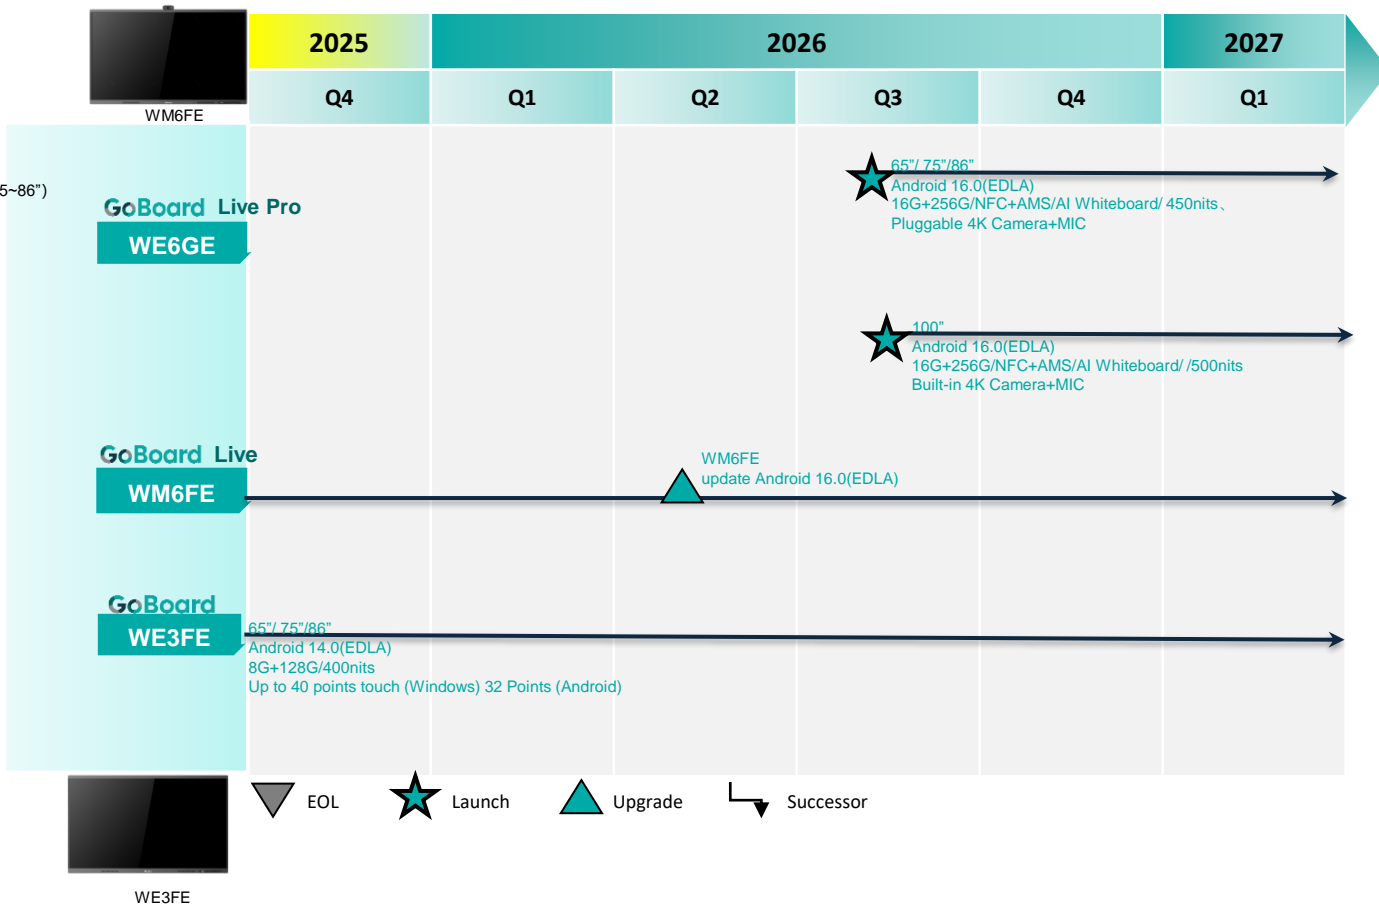 2025
2026
2027
Q4
Q1
Q2
Q3
Q4
Q1
WM6FE
5~86”)
GoBoard Live Pro
WE6GE
65”/ 75”/86”
Android 16.0(EDLA)
16G+256G/NFC+AMS/AI Whiteboard/ 450nits、
Pluggable 4K Camera+MIC
100”
Android 16.0(EDLA)
16G+256G/NFC+AMS/AI Whiteboard/ /500nits
Built-in 4K Camera+MIC
GoBoard Live
WM6FE
WM6FE
update Android 16.0(EDLA)
GoBoard
WE3FE
65”/ 75”/86”
Android 14.0(EDLA)
8G+128G/400nits
Up to 40 points touch (Windows) 32 Points (Android)
EOL
Launch
Upgrade
Successor
WE3FE